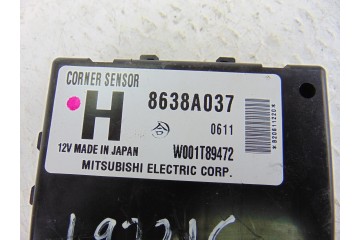 CORNER SENSOR
H 8638A037
0611
12V MADE IN JAPAN W001T89472
MITSUBISHI ELECTRIC CORP.